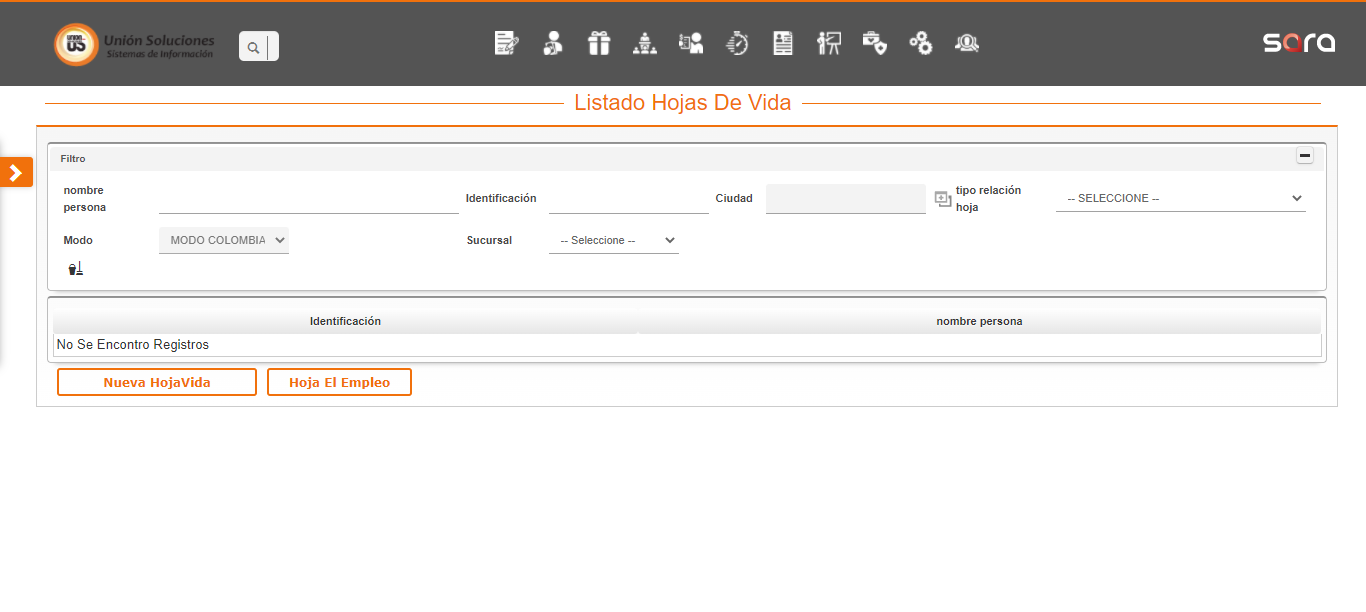 UNION
US
Unión Soluciones
Sistemas de Información
sara
Listado Hojas De Vida
Filtro
nombre
persona
Identificación
Ciudad
tipo relación
hoja
-- SELECCIONE --
Modo
MODO COLOMBIA
Sucursal
-- Seleccione --
Identificación
nombre persona
No Se Encontro Registros
Nueva HojaVida
Hoja El Empleo